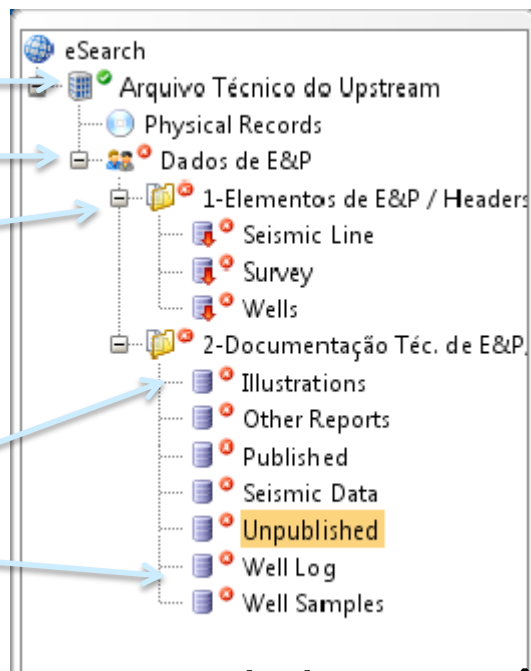 eSearch
Arquivo Técnico do Upstream
Physical Records
Dados de E&P
1-Elementos de E&P / Headers
Seismic Line
Survey
Wells
2-Documentação Téc. de E&P.
Illustrations
Other Reports
Published
Seismic Data
Unpublished
Well Log
Well Samples